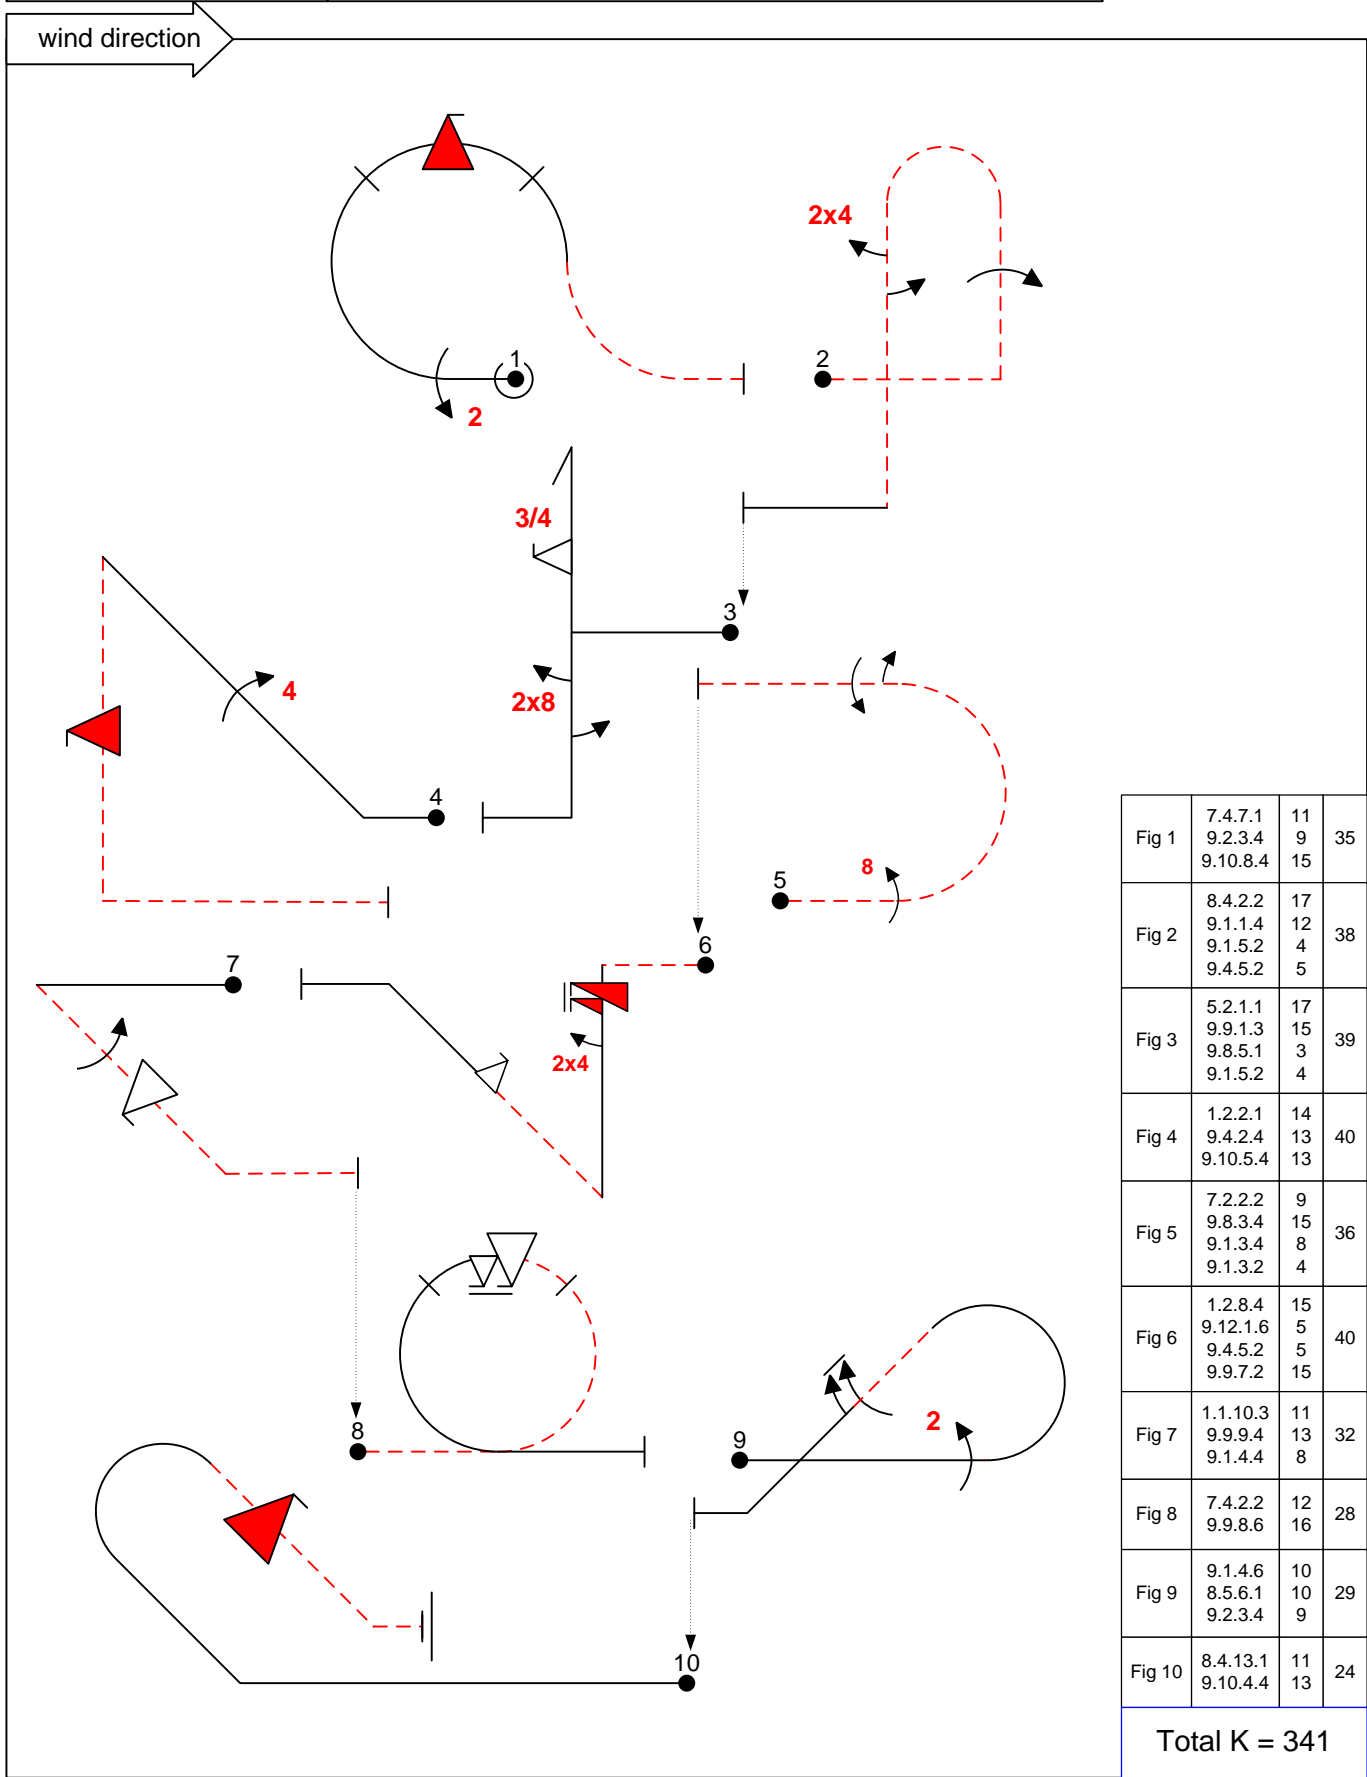 wind direction
1
2
2x4
2
3/4
3
2x8
4
4
8
5
6
7
2x4
8
9
2
10
Fig 1 7.4.7.1 11 35
9.2.3.4 9
9.10.8.4 15
Fig 2 8.4.2.2 17 38
9.1.1.4 12
9.1.5.2 4
9.4.5.2 5
Fig 3 5.2.1.1 17 39
9.9.1.3 15
9.8.5.1 3
9.1.5.2 4
Fig 4 1.2.2.1 14 40
9.4.2.4 13
9.10.5.4 13
Fig 5 7.2.2.2 9 36
9.8.3.4 15
9.1.3.4 8
9.1.3.2 4
Fig 6 1.2.8.4 15 40
9.12.1.6 5
9.4.5.2 5
9.9.7.2 15
Fig 7 1.1.10.3 11 32
9.9.9.4 13
9.1.4.4 8
Fig 8 7.4.2.2 12 28
9.9.8.6 16
Fig 9 9.1.4.6 10 29
8.5.6.1 10
9.2.3.4 9
Fig 10 8.4.13.1 11 24
9.10.4.4 13
Total K = 341